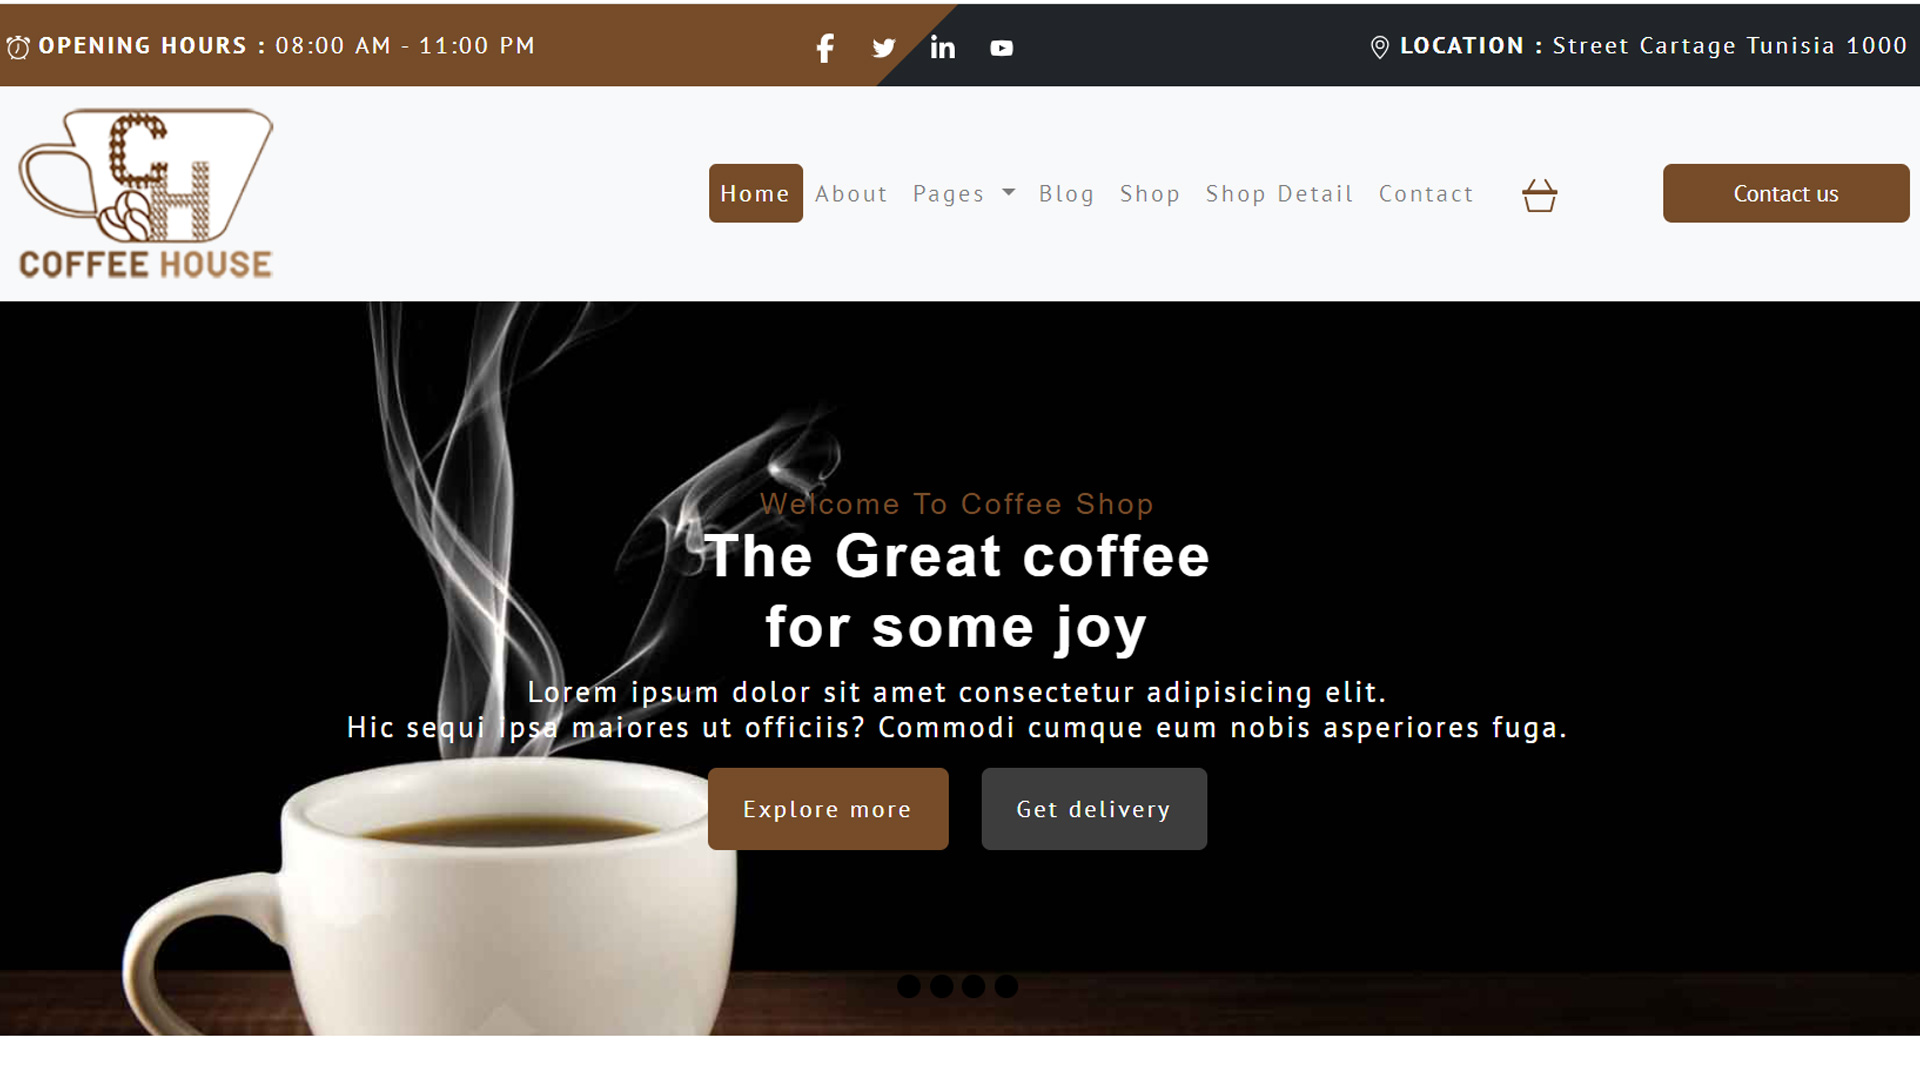 OPENING HOURS : 08:00 AM - 11:00 PM
LOCATION : Street Cartage Tunisia 1000
CH
COFFEE HOUSE
Home About Pages Blog Shop Shop Detail Contact
Contact us
Welcome To Coffee Shop
The Great coffee
for some joy
Lorem ipsum dolor sit amet consectetur adipisicing elit.
Hic sequi ipsa maiores ut officiis? Commodi cumque eum nobis asperiores fuga.
Explore more
Get delivery